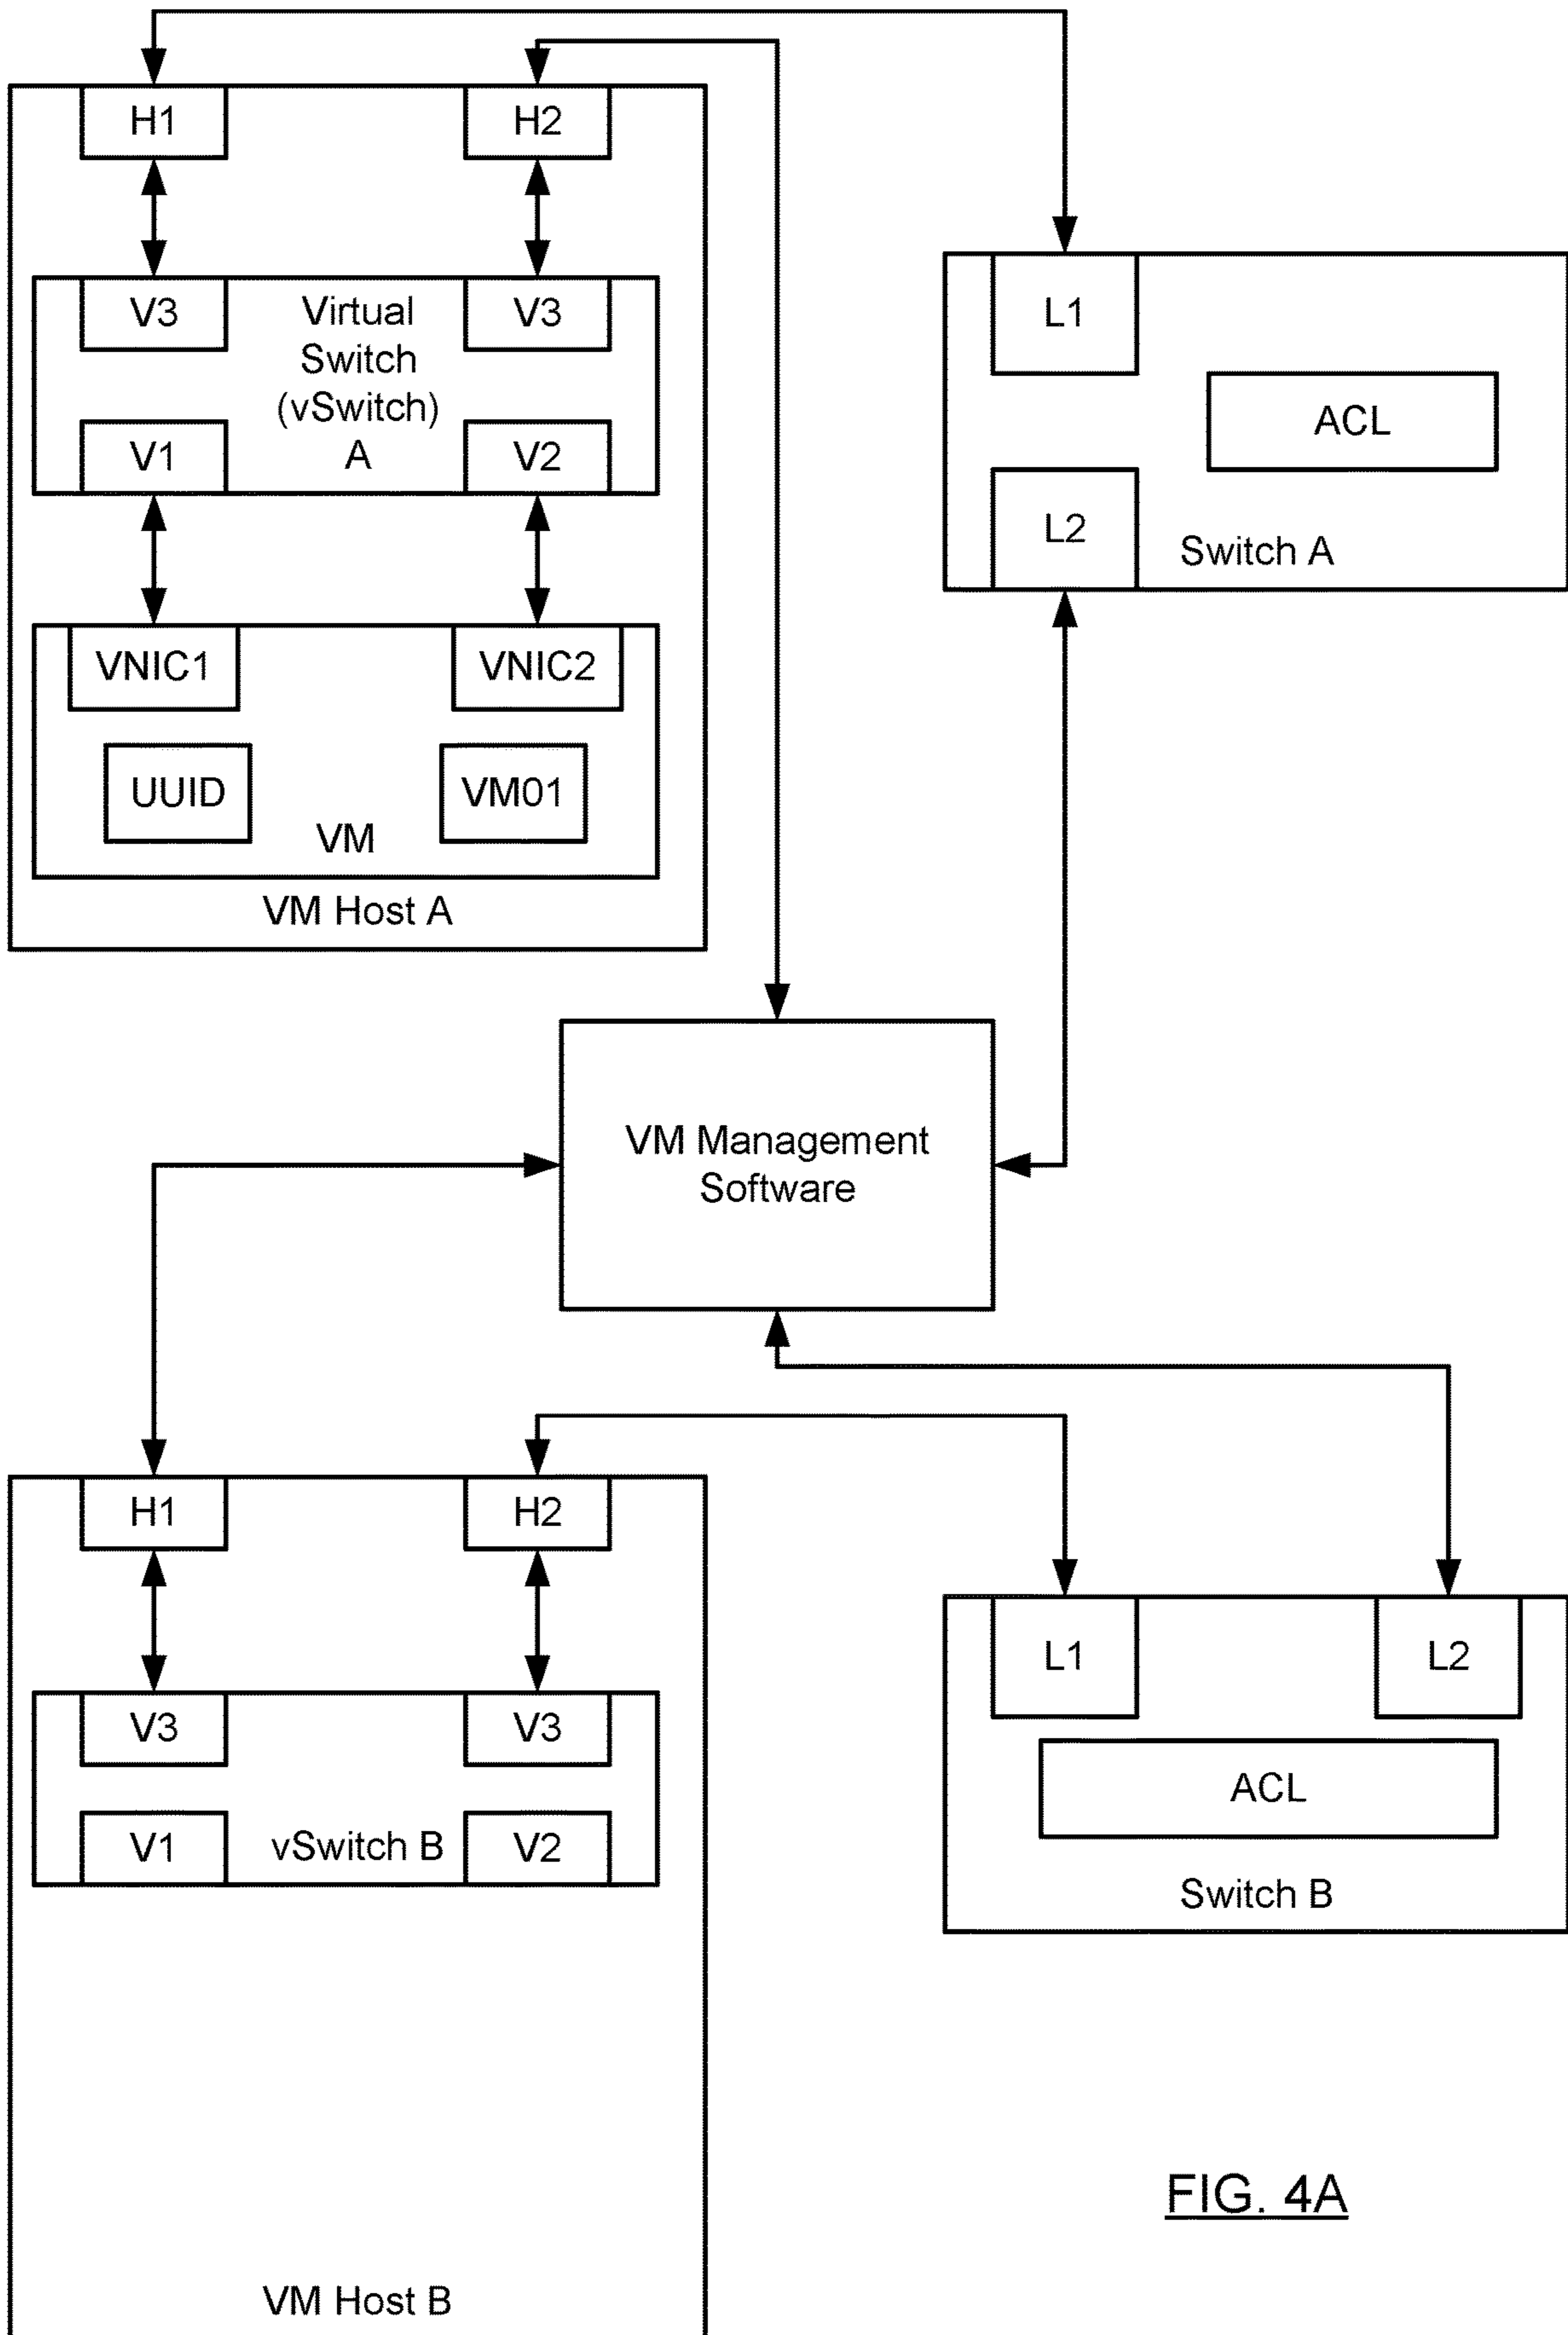 H1
H2
V3
Virtual
Switch
(vSwitch)
A
V3
V1
V2
VNIC1
VNIC2
UUID
VM01
VM
VM Host A
L1
ACL
L2
Switch A
VM Management
Software
H1
H2
V3
V3
V1
vSwitch B
V2
VM Host B
L1
L2
ACL
Switch B
FIG. 4A